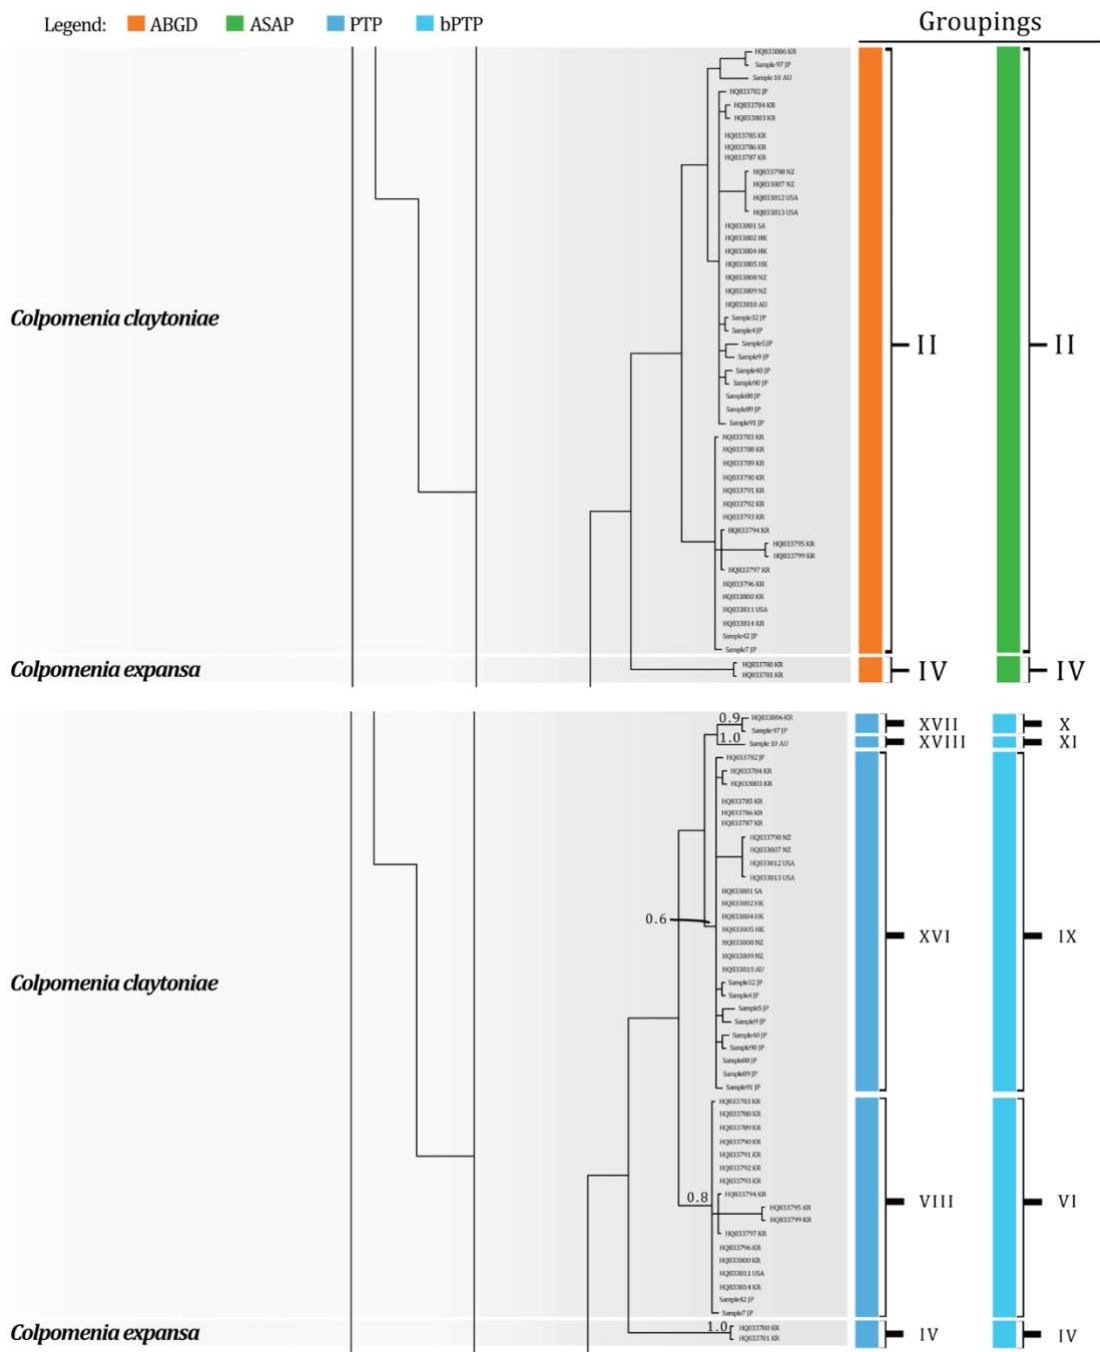 Legend: ABGD ASAP PTP bPTP
Groupings
HQ833806 KR
Sample 97 JP
Sample 10 AU
HQ833782 JP
HQ833784 KR
HQ833803 KR
HQ833785 KR
HQ833786 KR
HQ833787 KR
HQ833798 NZ
HQ833807 NZ
HQ833812 USA
HQ833813 USA
HQ833801 SA
HQ833802 HK
HQ833804 HK
HQ833805 HK
HQ833808 NZ
HQ833809 NZ
HQ833810 AU
Colpomenia claytoniae
Sample32 JP
Sample4 JP
Sample5 JP
II II
Sample9 JP
Sample40 JP
Sample90 JP
Sample88 JP
Sample89 JP
Sample91 JP
HQ833783 KR
HQ833788 KR
HQ833789 KR
HQ833790 KR
HQ833791 KR
HQ833792 KR
HQ833793 KR
HQ833794 KR
HQ833795 KR
HQ833799 KR
HQ833797 KR
HQ833796 KR
HQ833800 KR
HQ833811 USA
HQ833814 KR
Sample42 JP
Sample7 JP
Colpomenia expansa
HQ833780 KR
HQ833781 KR
IV IV
0.9 HQ833806 KR
Sample 97 JP
XVII X
1.0 Sample 10 AU
XVIII XI
HQ833782 JP
HQ833784 KR
HQ833803 KR
HQ833785 KR
HQ833786 KR
HQ833787 KR
HQ833798 NZ
HQ833807 NZ
HQ833812 USA
HQ833813 USA
HQ833801 SA
HQ833802 HK
0.6 HQ833804 HK
HQ833805 HK
XVI IX
HQ833808 NZ
HQ833809 NZ
HQ833810 AU
Colpomenia claytoniae
Sample32 JP
Sample4 JP
Sample5 JP
Sample9 JP
Sample40 JP
Sample90 JP
Sample88 JP
Sample89 JP
Sample91 JP
HQ833783 KR
HQ833788 KR
HQ833789 KR
HQ833790 KR
HQ833791 KR
HQ833792 KR
HQ833793 KR
0.8 HQ833794 KR
VIII VI
HQ833795 KR
HQ833799 KR
HQ833797 KR
HQ833796 KR
HQ833800 KR
HQ833811 USA
HQ833814 KR
Sample42 JP
Sample7 JP
Colpomenia expansa
1.0 HQ833780 KR
HQ833781 KR
IV IV